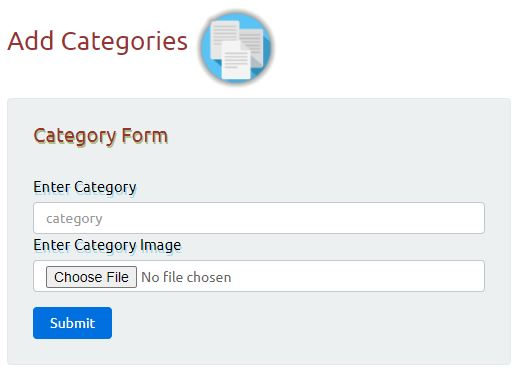 Add Categories
Category Form
Enter Category
category
Enter Category Image
Choose File No file chosen
Submit